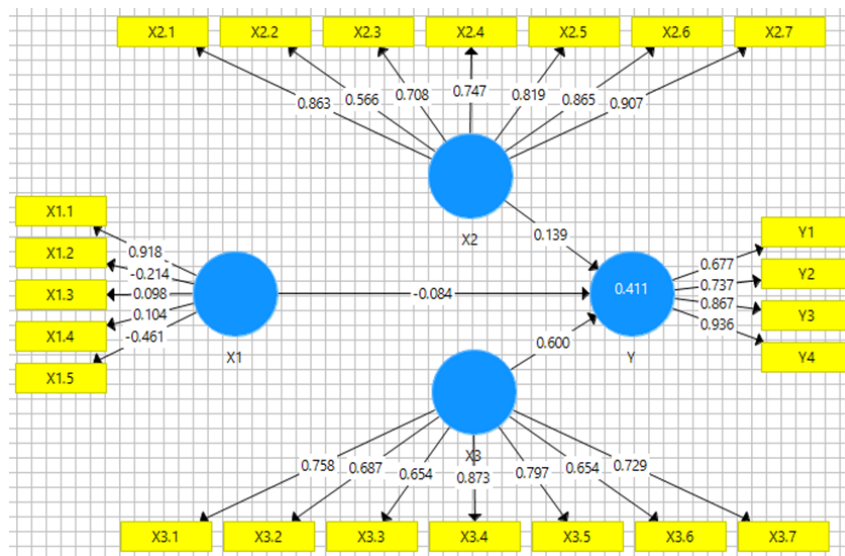 X2.1 X2.2 X2.3 X2.4 X2.5 X2.6 X2.7
0.863 0.566 0.708 0.747 0.819 0.865 0.907
X2
0.139
X1.1
X1.2
X1.3
X1.4
X1.5
0.918
-0.214
0.098
0.104
-0.461
X1
-0.084
0.411
Y
0.677
0.737
0.867
0.936
Y1
Y2
Y3
Y4
0.600
X3
0.758 0.687 0.654 0.873 0.797 0.654 0.729
X3.1 X3.2 X3.3 X3.4 X3.5 X3.6 X3.7